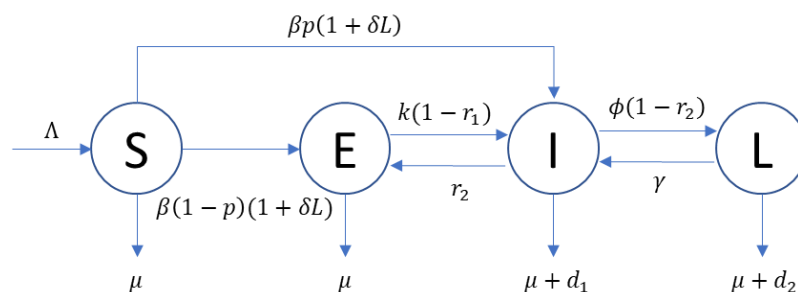 βp(1 + δL)
Λ
S
E
k(1 − r₁)
I
ϕ(1 − r₂)
L
r₂
γ
β(1 − p)(1 + δL)
μ
μ
μ + d₁
μ + d₂